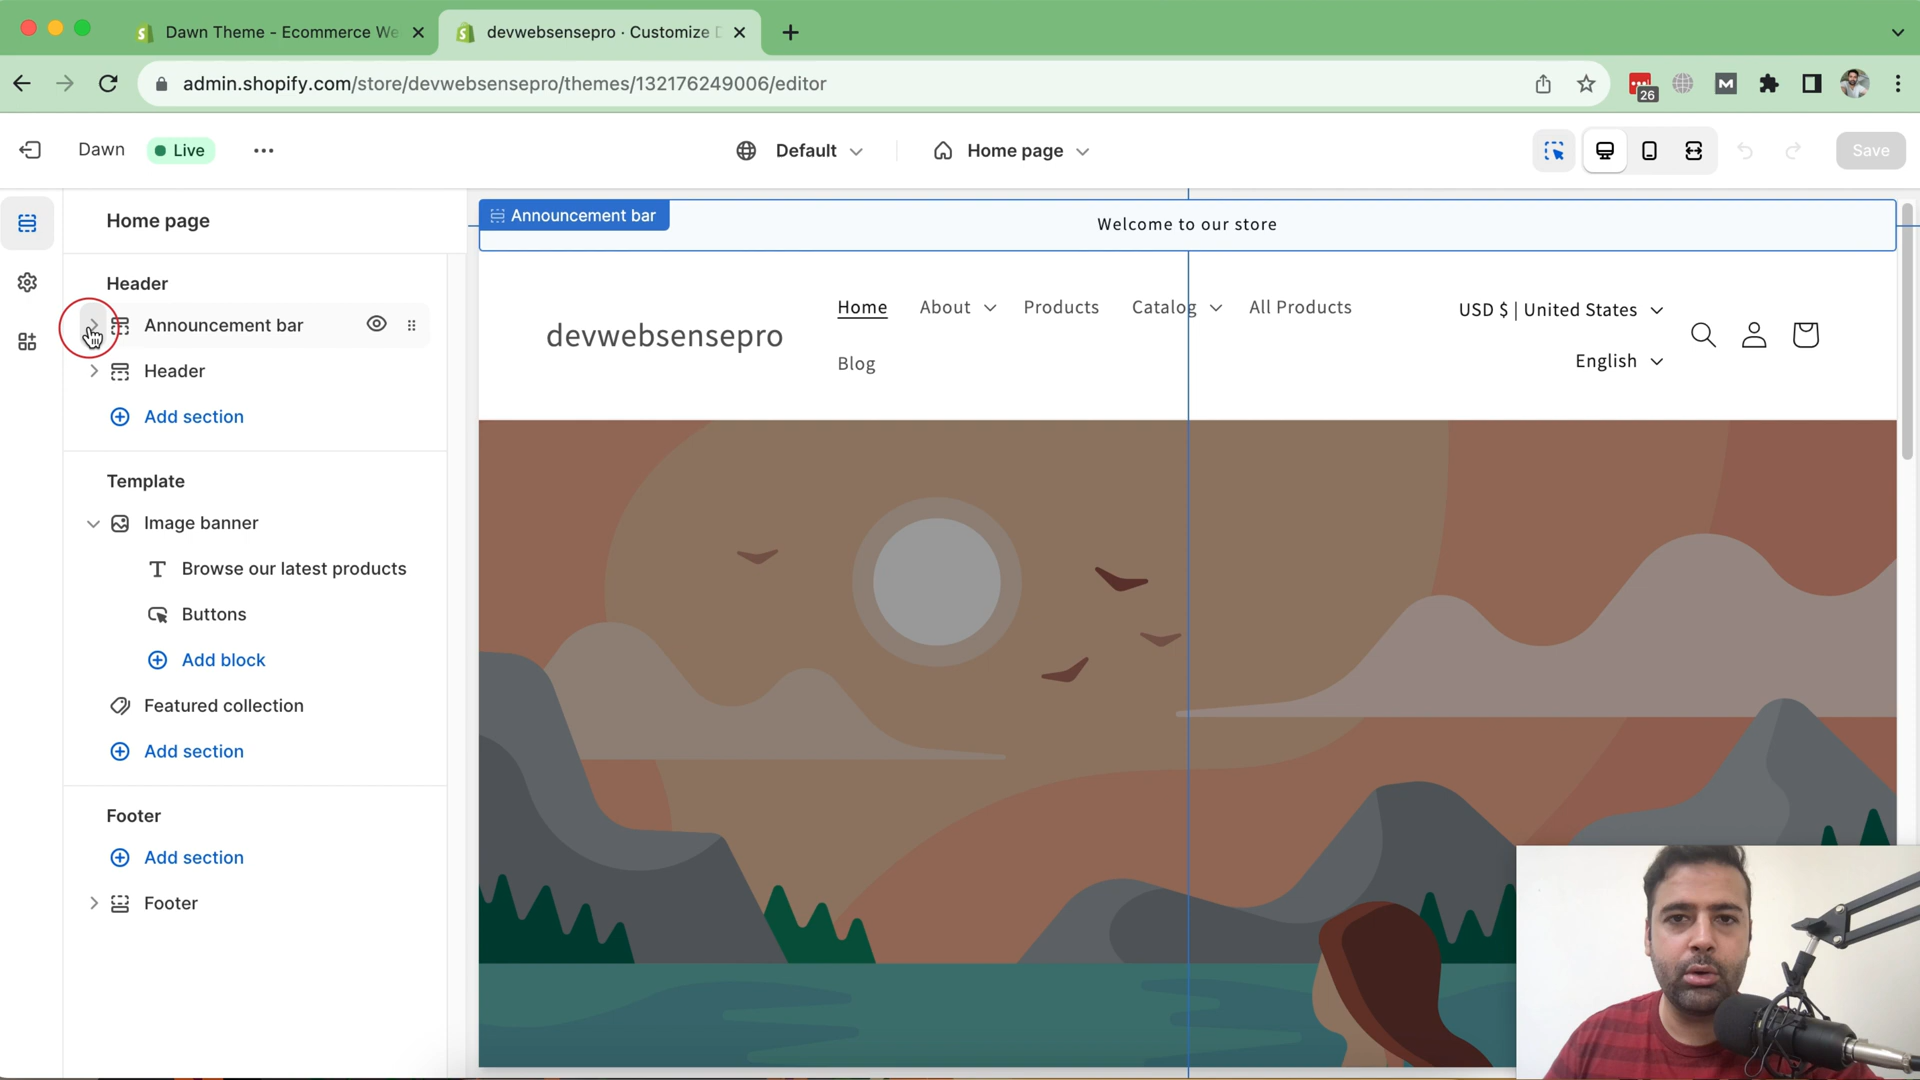 Dawn Theme - Ecommerce We
devwebsensepro · Customize D
admin.shopify.com/store/devwebsensepro/themes/132176249006/editor
26
Dawn
Live
Default
Home page
Save
Home page
Header
Announcement bar
Header
Add section
Template
Image banner
Browse our latest products
Buttons
Add block
Featured collection
Add section
Footer
Add section
Footer
Announcement bar
Welcome to our store
devwebsensepro
Home
About
Products
Catalog
All Products
Blog
USD $ | United States
English